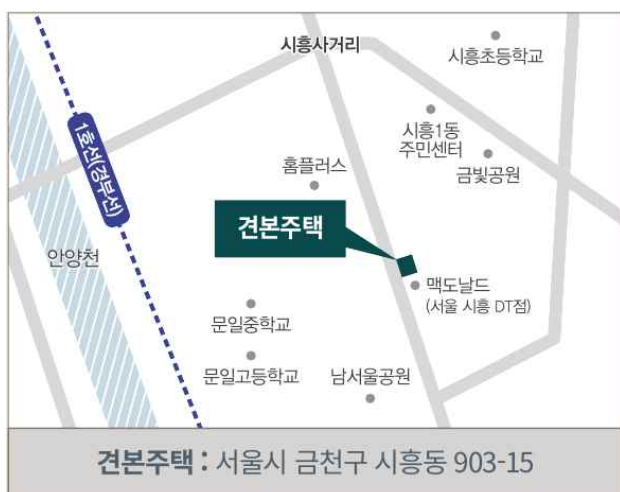 시흥사거리
시흥초등학교
1호선(경부선)
시흥1동
주민센터
금빛공원
홈플러스
견본주택
안양천
맥도날드
(서울 시흥 DT점)
문일중학교
문일고등학교
남서울공원
견본주택 : 서울시 금천구 시흥동 903-15